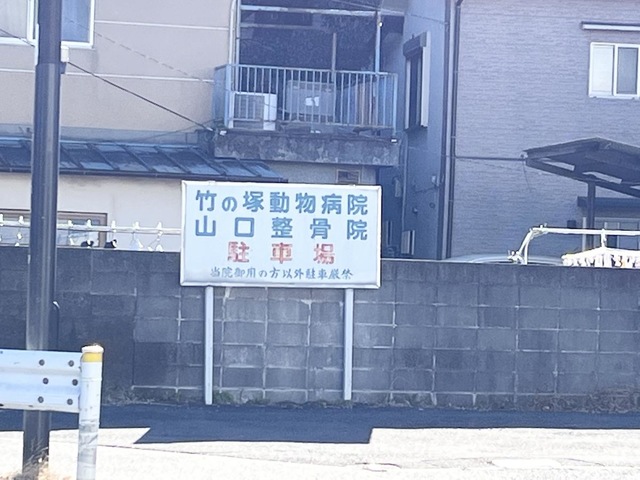 竹の塚動物病院
山口整骨院
駐車場
当院御用の方以外駐車厳禁